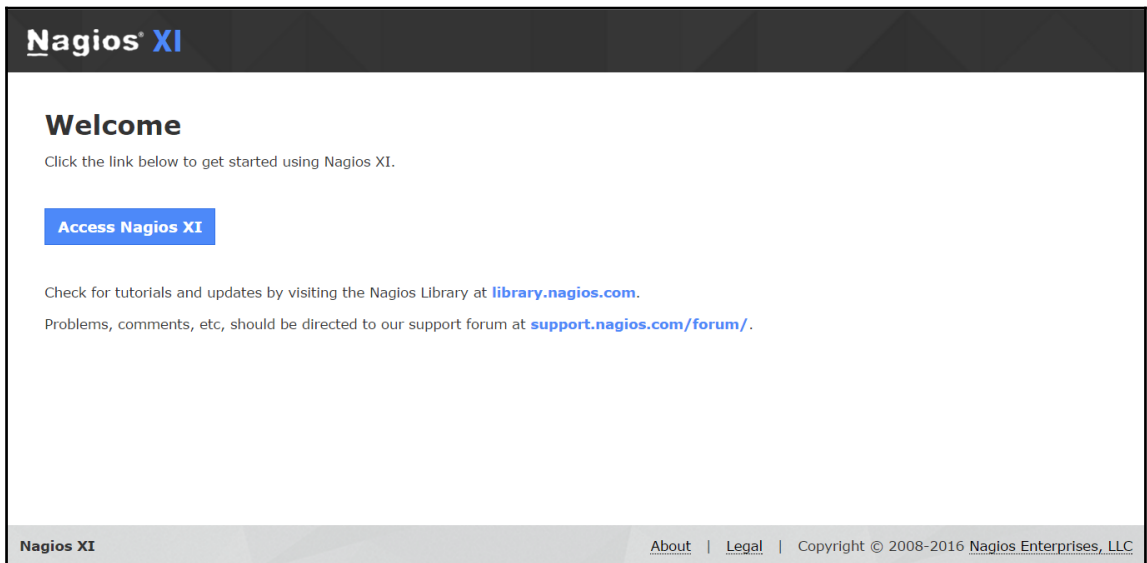 Nagios® XI
Welcome
Click the link below to get started using Nagios XI.
Access Nagios XI
Check for tutorials and updates by visiting the Nagios Library at library.nagios.com.
Problems, comments, etc, should be directed to our support forum at support.nagios.com/forum/.
Nagios XI About | Legal | Copyright © 2008-2016 Nagios Enterprises, LLC